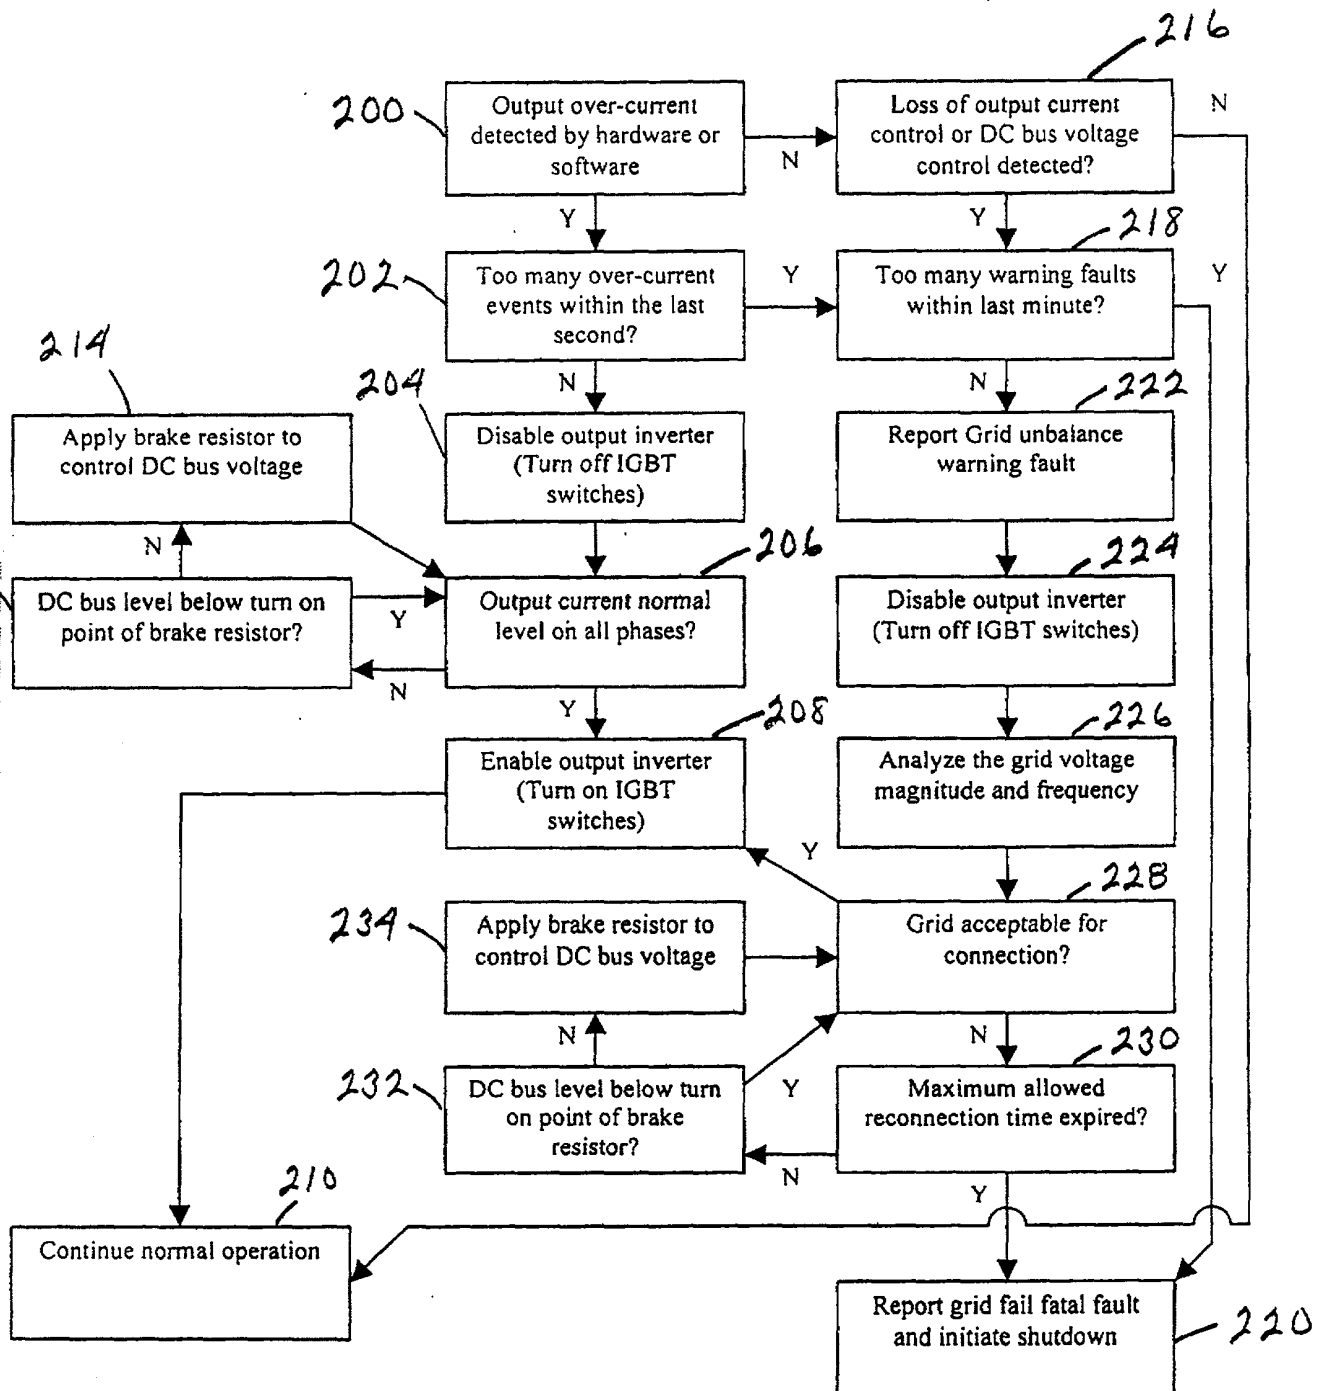 216
200
Output over-current
detected by hardware or
software
N
Loss of output current
control or DC bus voltage
control detected?
N
Y
Y
218
202
Too many over-current
events within the last
second?
Y
Too many warning faults
within last minute?
Y
214
204
N
N
222
Apply brake resistor to
control DC bus voltage
Disable output inverter
(Turn off IGBT
switches)
Report Grid unbalance
warning fault
N
206
224
DC bus level below turn on
point of brake resistor?
Y
N
Output current normal
level on all phases?
Disable output inverter
(Turn off IGBT switches)
Y
208
226
Enable output inverter
(Turn on IGBT
switches)
Analyze the grid voltage
magnitude and frequency
Y
228
234
Apply brake resistor to
control DC bus voltage
Grid acceptable for
connection?
N
N
230
232
DC bus level below turn
on point of brake
resistor?
Y
N
Maximum allowed
reconnection time expired?
Y
210
Continue normal operation
Report grid fail fatal fault
and initiate shutdown
220